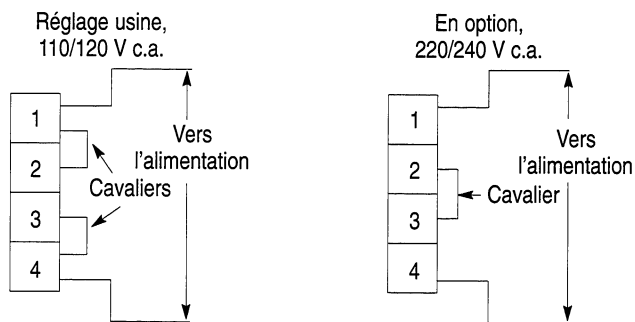 Réglage usine,
110/120 V c.a.
1
2
3
4
Cavaliers
Vers
l'alimentation
En option,
220/240 V c.a.
1
2
3
4
Cavalier
Vers
l'alimentation